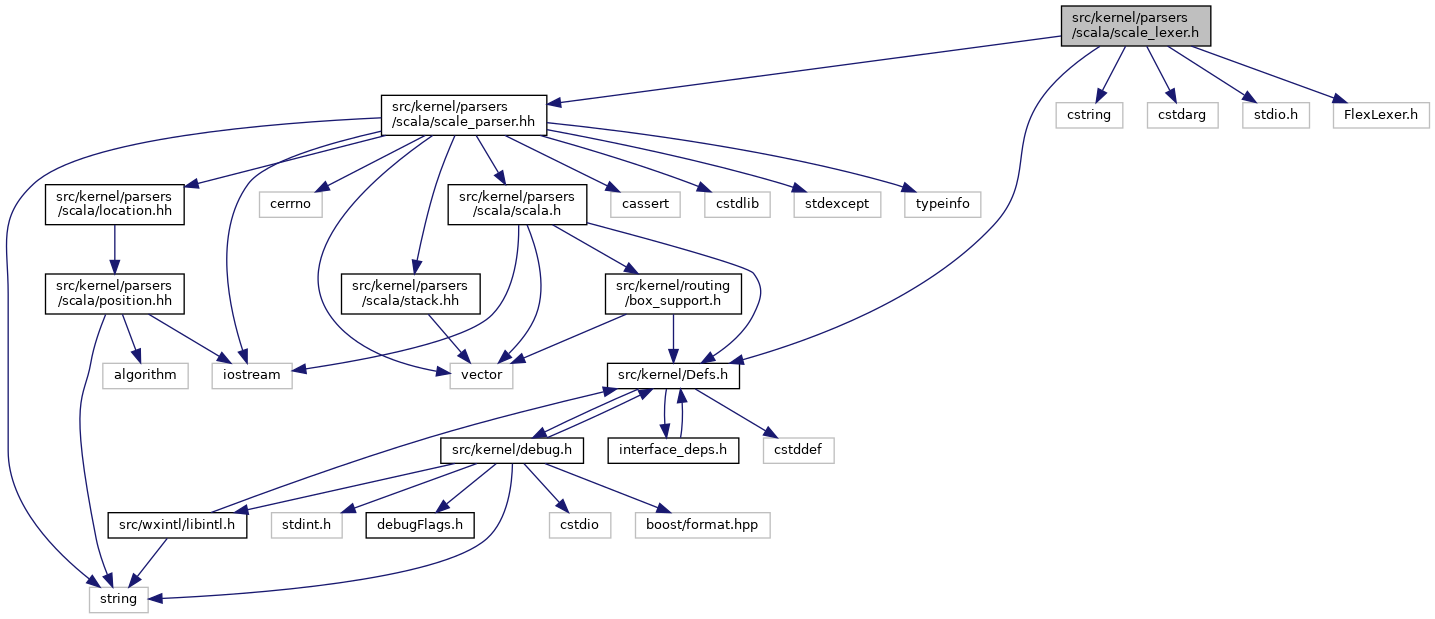 src/kernel/parsers
/scala/scale_lexer.h
src/kernel/parsers
/scala/scale_parser.hh
cstring
cstdarg
stdio.h
FlexLexer.h
src/kernel/parsers
/scala/location.hh
cerrno
src/kernel/parsers
/scala/scala.h
cassert
cstdlib
stdexcept
typeinfo
src/kernel/parsers
/scala/position.hh
src/kernel/parsers
/scala/stack.hh
src/kernel/routing
/box_support.h
algorithm
iostream
vector
src/kernel/Defs.h
src/kernel/debug.h
interface_deps.h
cstddef
src/wxintl/libintl.h
stdint.h
debugFlags.h
cstdio
boost/format.hpp
string